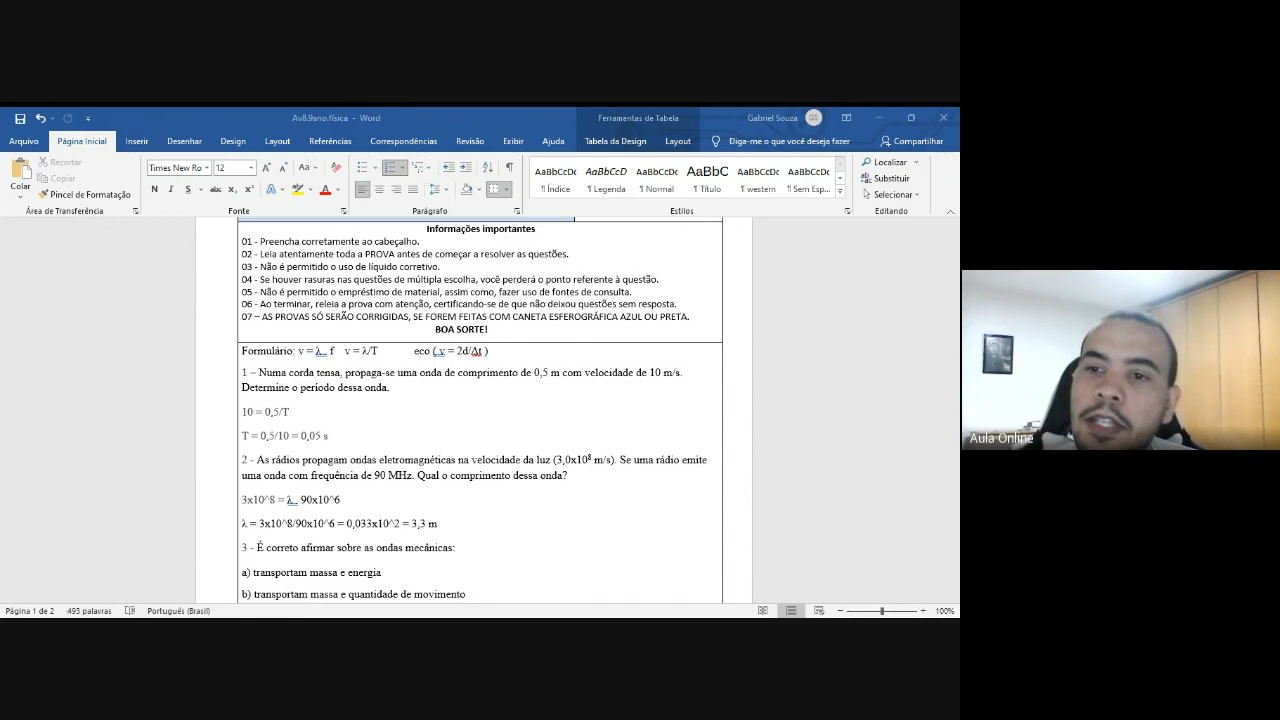 Av8.9ano.física - Word
Ferramentas de Tabela
Gabriel Souza
GS
Arquivo Página Inicial Inserir Desenhar Design Layout Referências Correspondências Revisão Exibir Ajuda Tabela da Design Layout Diga-me o que você deseja fazer Compartilhar
Colar
Recortar
Copiar
Pincel de Formatação
Área de Transferência
Times New Ro 12
N I S abc x₂ x²
Fonte
Parágrafo
AaBbCcDc AaBbCcD AaBbCcDc AaBbC AaBbCcDc AaBbCcDc
¶ Índice ¶ Legenda ¶ Normal ¶ Título ¶ western ¶ Sem Esp...
Estilos
Localizar
Substituir
Selecionar
Editando
Informações importantes
01 - Preencha corretamente ao cabeçalho.
02 - Leia atentamente toda a PROVA antes de começar a resolver as questões.
03 - Não é permitido o uso de líquido corretivo.
04 - Se houver rasuras nas questões de múltipla escolha, você perderá o ponto referente à questão.
05 - Não é permitido o empréstimo de material, assim como, fazer uso de fontes de consulta.
06 - Ao terminar, releia a prova com atenção, certificando-se de que não deixou questões sem resposta.
07 – AS PROVAS SÓ SERÃO CORRIGIDAS, SE FOREM FEITAS COM CANETA ESFEROGRÁFICA AZUL OU PRETA.
BOA SORTE!
Formulário: v = λ . f v = λ/T eco ( v = 2d/Δt )
1 – Numa corda tensa, propaga-se uma onda de comprimento de 0,5 m com velocidade de 10 m/s.
Determine o período dessa onda.
10 = 0,5/T
T = 0,5/10 = 0,05 s
2 - As rádios propagam ondas eletromagnéticas na velocidade da luz (3,0x10⁸ m/s). Se uma rádio emite
uma onda com frequência de 90 MHz. Qual o comprimento dessa onda?
3x10^8 = λ . 90x10^6
λ = 3x10^8/90x10^6 = 0,033x10^2 = 3,3 m
3 - É correto afirmar sobre as ondas mecânicas:
a) transportam massa e energia
b) transportam massa e quantidade de movimento
Página 1 de 2 493 palavras Português (Brasil) 100%
Aula Online